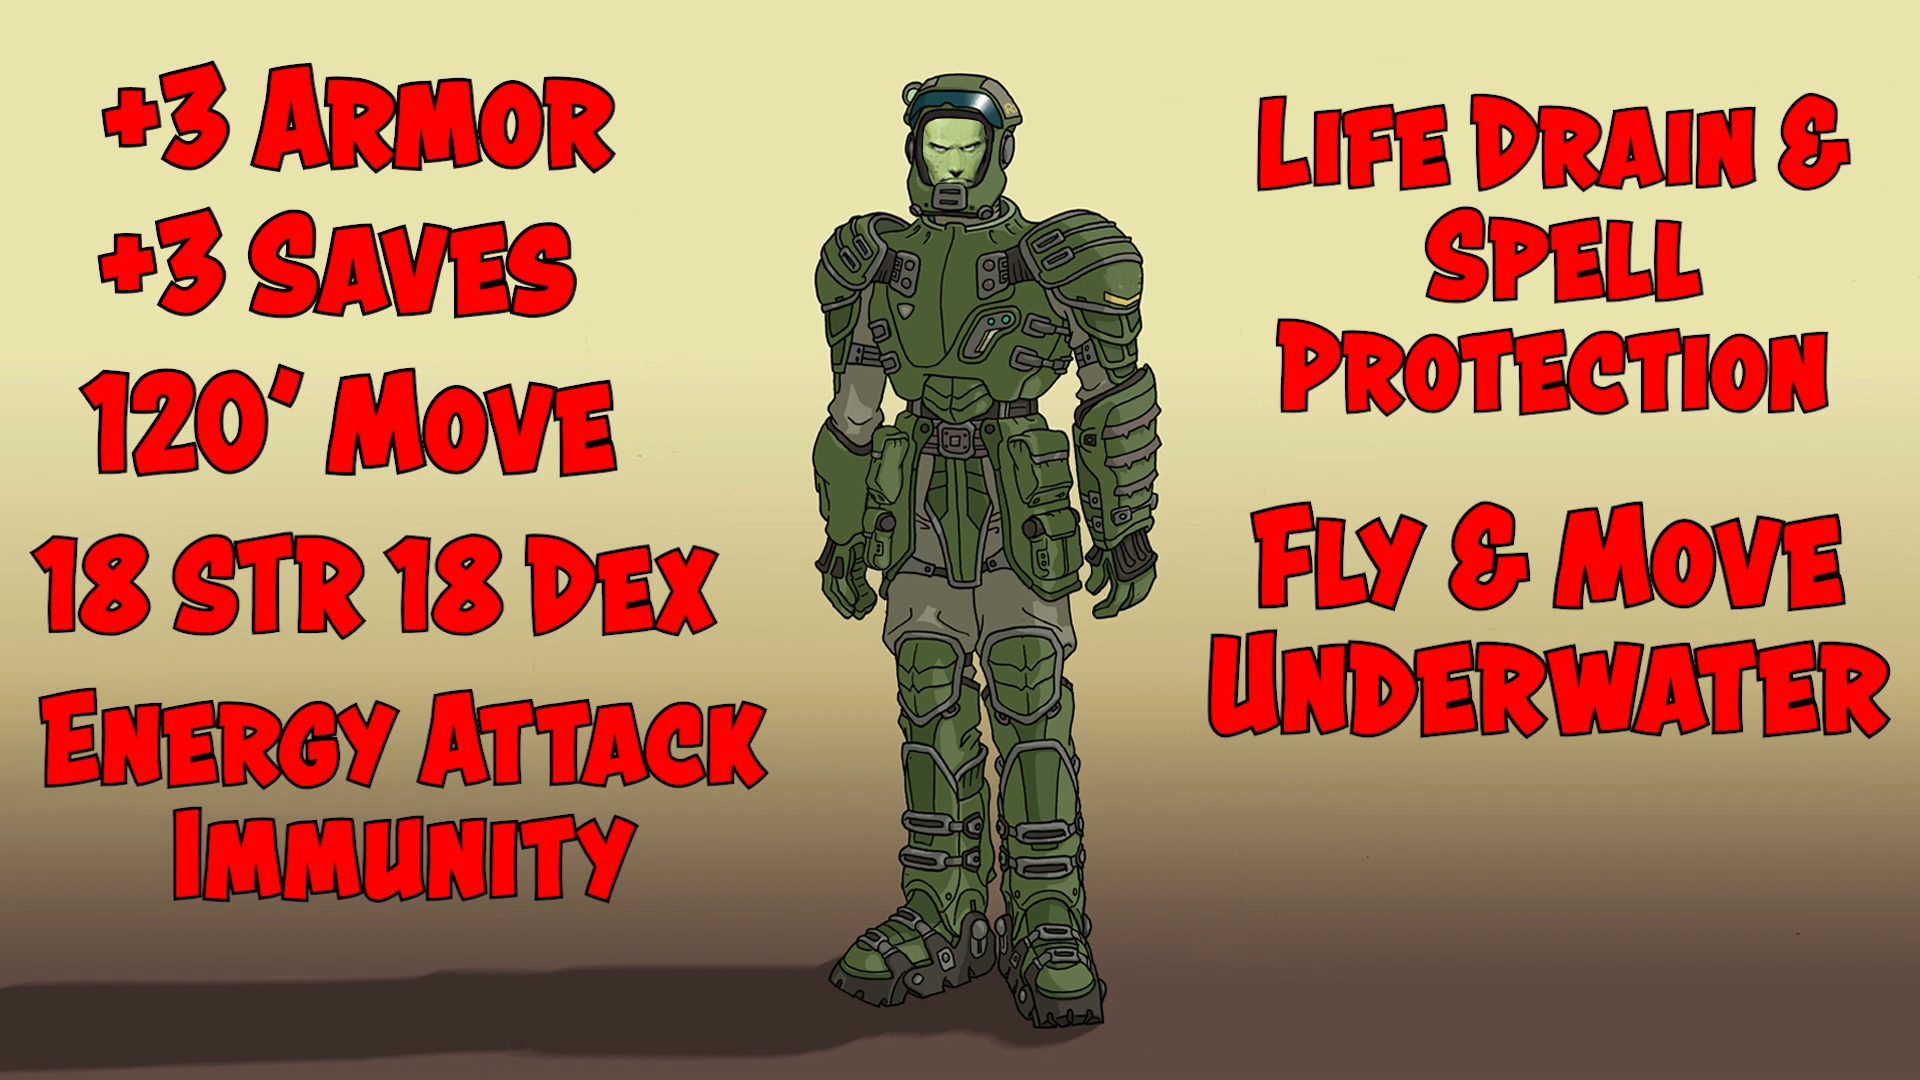 +3 Armor
+3 Saves
120' Move
18 STR 18 Dex
Energy Attack
Immunity
Life Drain &
Spell
Protection
Fly & Move
Underwater